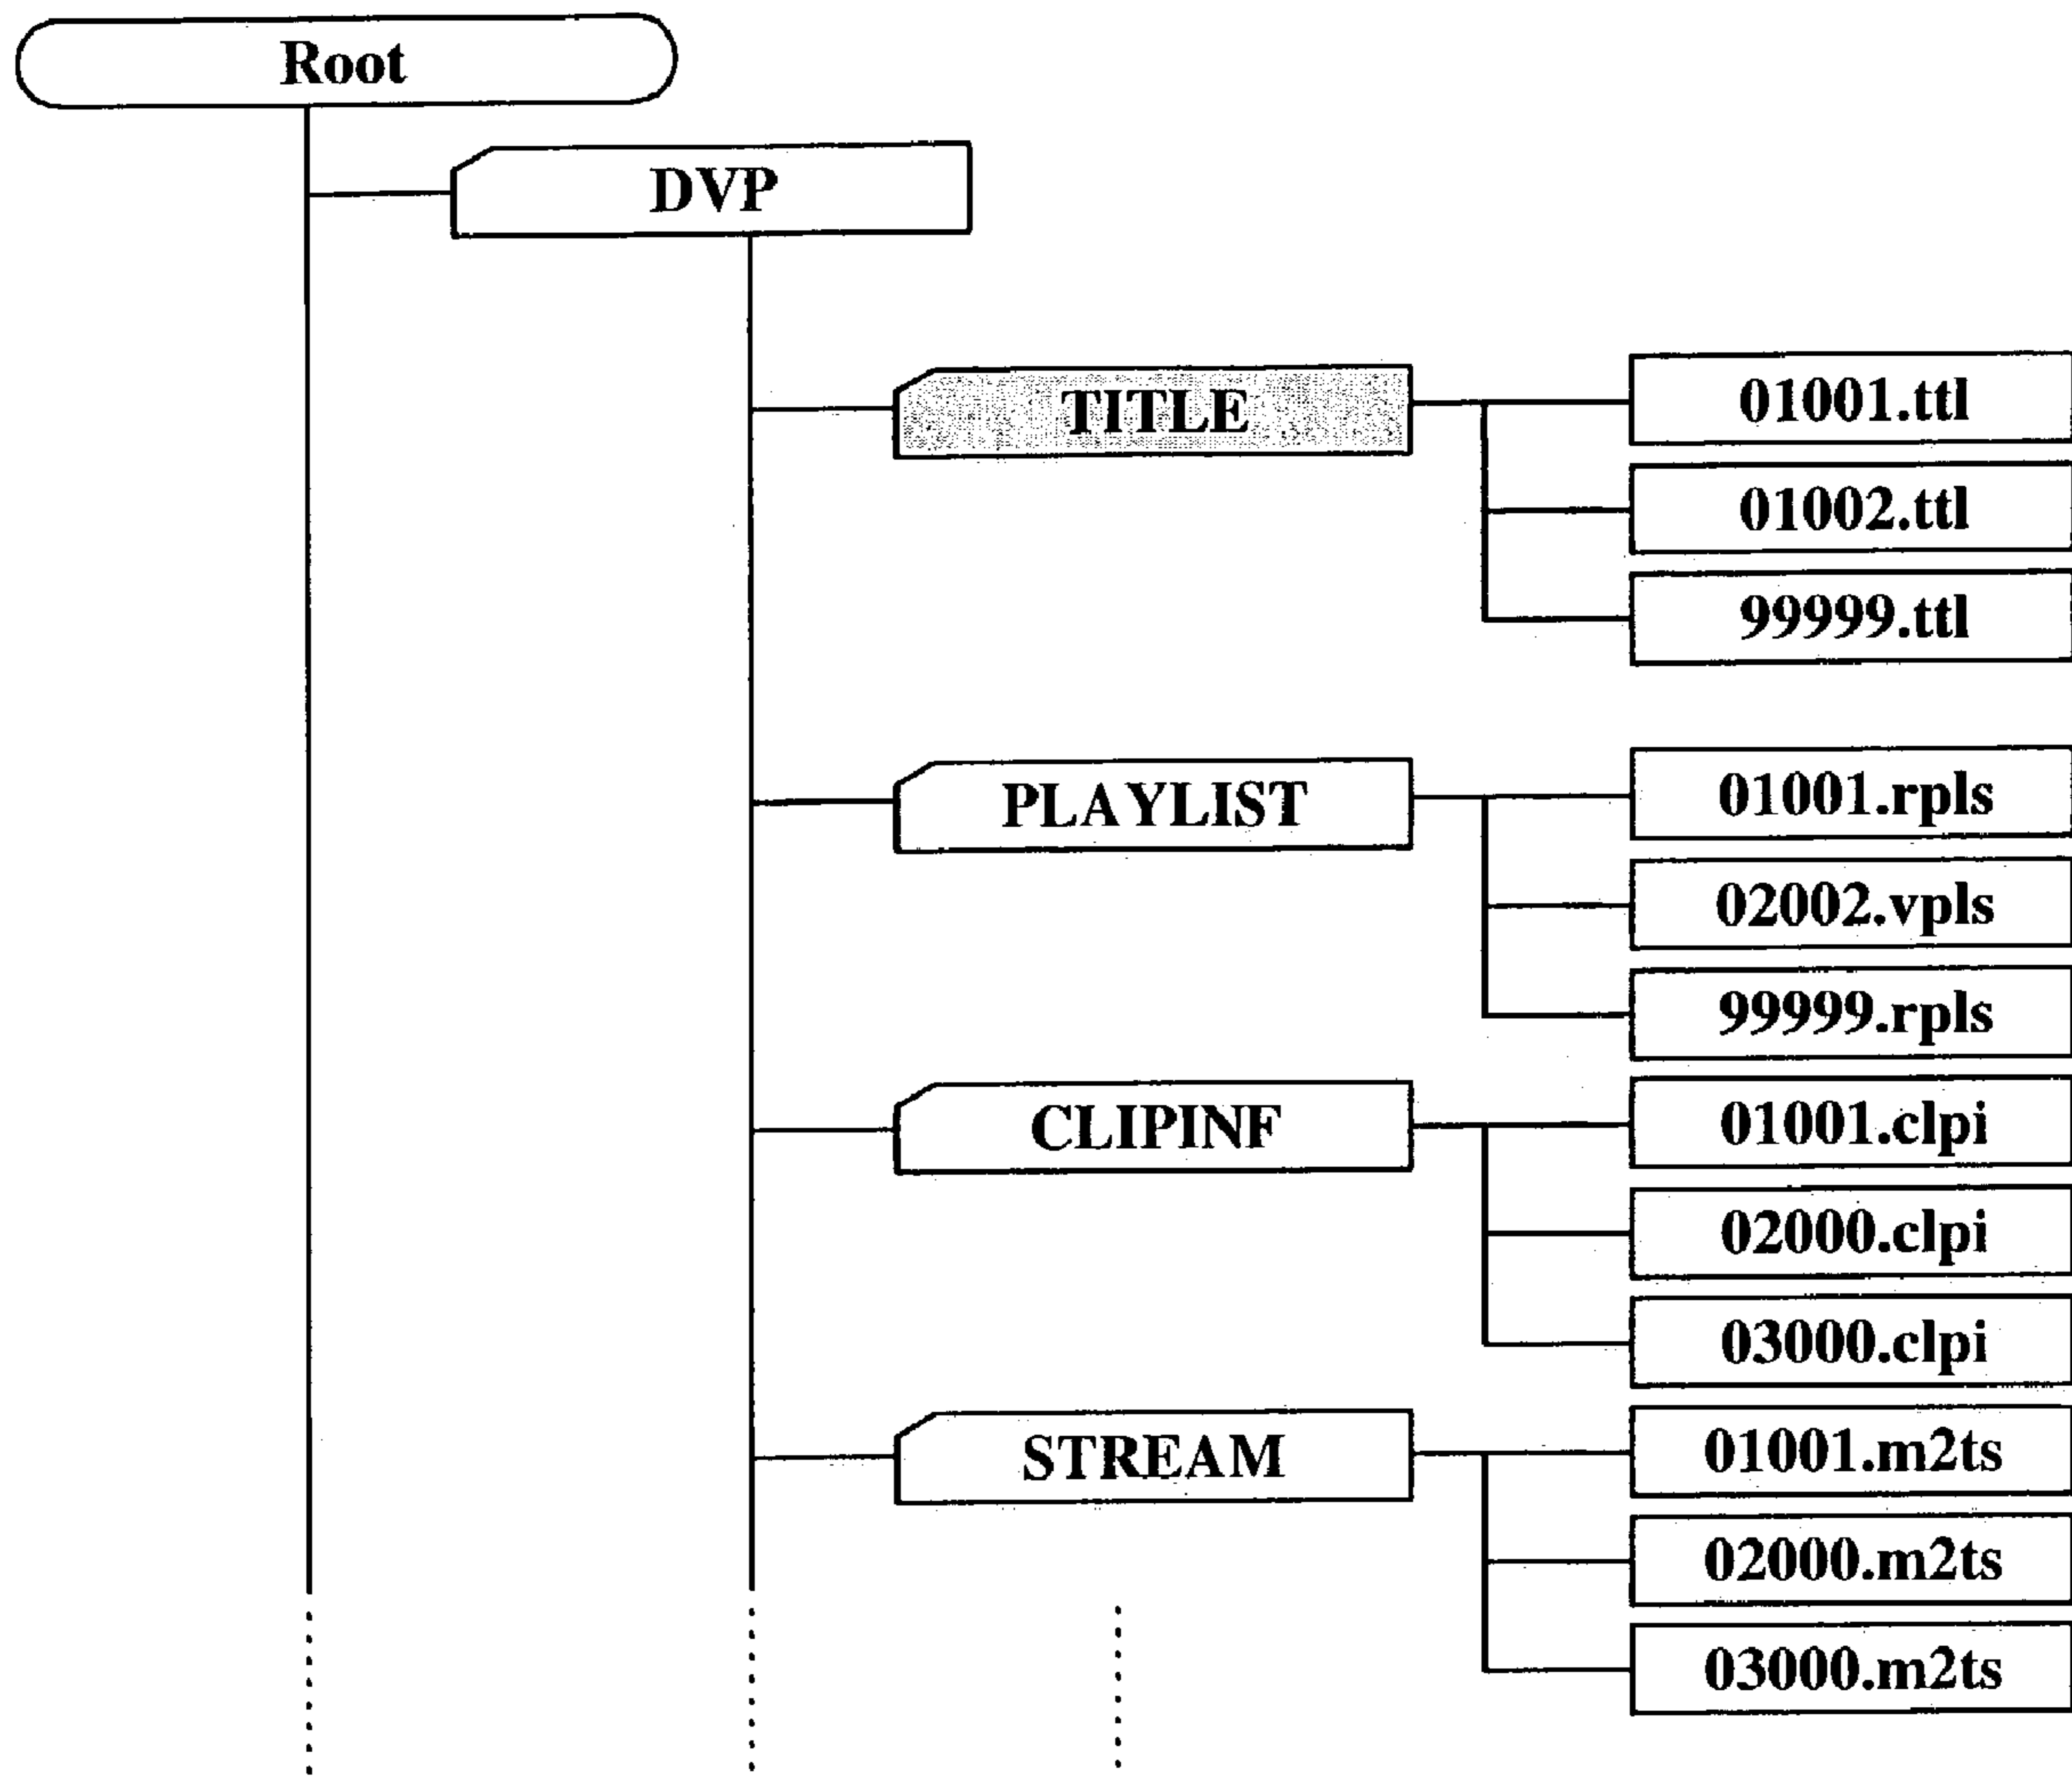 Root
DVP
TITLE
01001.ttl
01002.ttl
99999.ttl
PLAYLIST
01001.rpls
02002.vpls
99999.rpls
CLIPINF
01001.clpi
02000.clpi
03000.clpi
STREAM
01001.m2ts
02000.m2ts
03000.m2ts